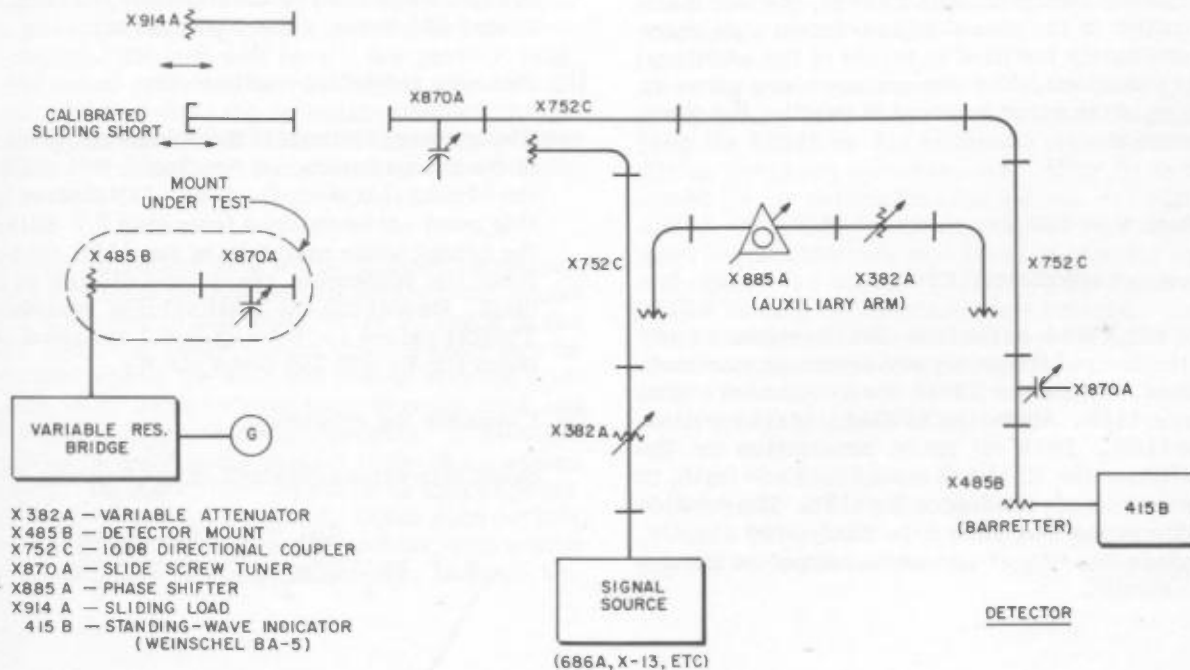 X914A
CALIBRATED
SLIDING SHORT
MOUNT
UNDER TEST
X485B
X870A
VARIABLE RES.
BRIDGE
G
X870A
X752C
X752C
X885A
(AUXILIARY ARM)
X382A
X752C
X382A
X870A
X485B
(BARRETTER)
415B
DETECTOR
SIGNAL
SOURCE
(686A, X-13, ETC)
X382A — VARIABLE ATTENUATOR
X485B — DETECTOR MOUNT
X752C — 10DB DIRECTIONAL COUPLER
X870A — SLIDE SCREW TUNER
X885A — PHASE SHIFTER
X914A — SLIDING LOAD
415B — STANDING-WAVE INDICATOR
(WEINSCHEL BA-5)